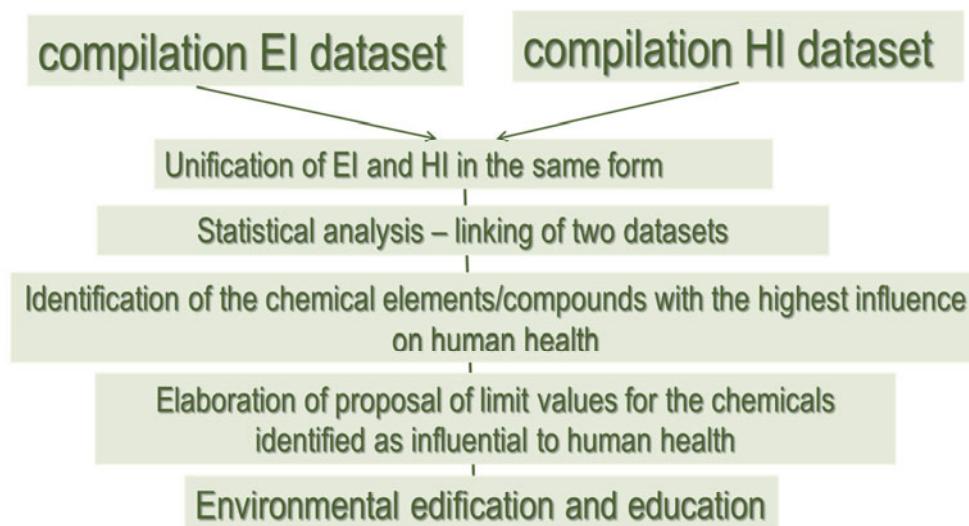 compilation EI dataset
compilation HI dataset
Unification of EI and HI in the same form
Statistical analysis – linking of two datasets
Identification of the chemical elements/compounds with the highest influence
on human health
Elaboration of proposal of limit values for the chemicals
identified as influential to human health
Environmental edification and education